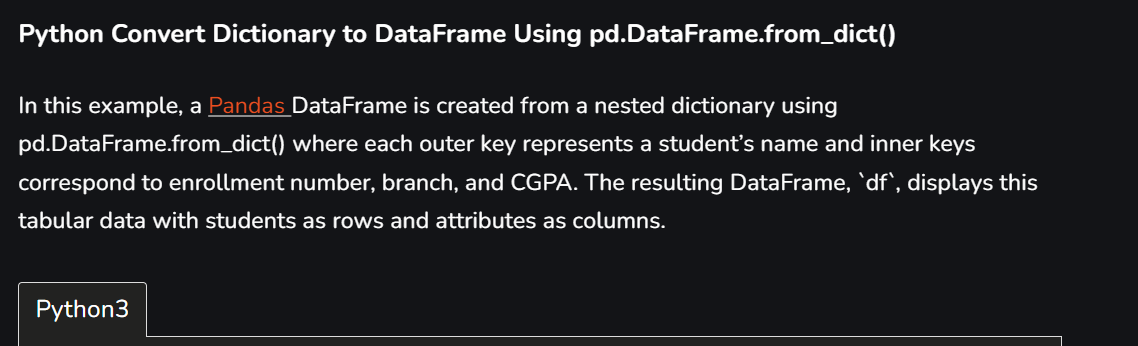 Python Convert Dictionary to DataFrame Using pd.DataFrame.from_dict()
In this example, a Pandas DataFrame is created from a nested dictionary using
pd.DataFrame.from_dict() where each outer key represents a student’s name and inner keys
correspond to enrollment number, branch, and CGPA. The resulting DataFrame, `df`, displays this
tabular data with students as rows and attributes as columns.
Python3